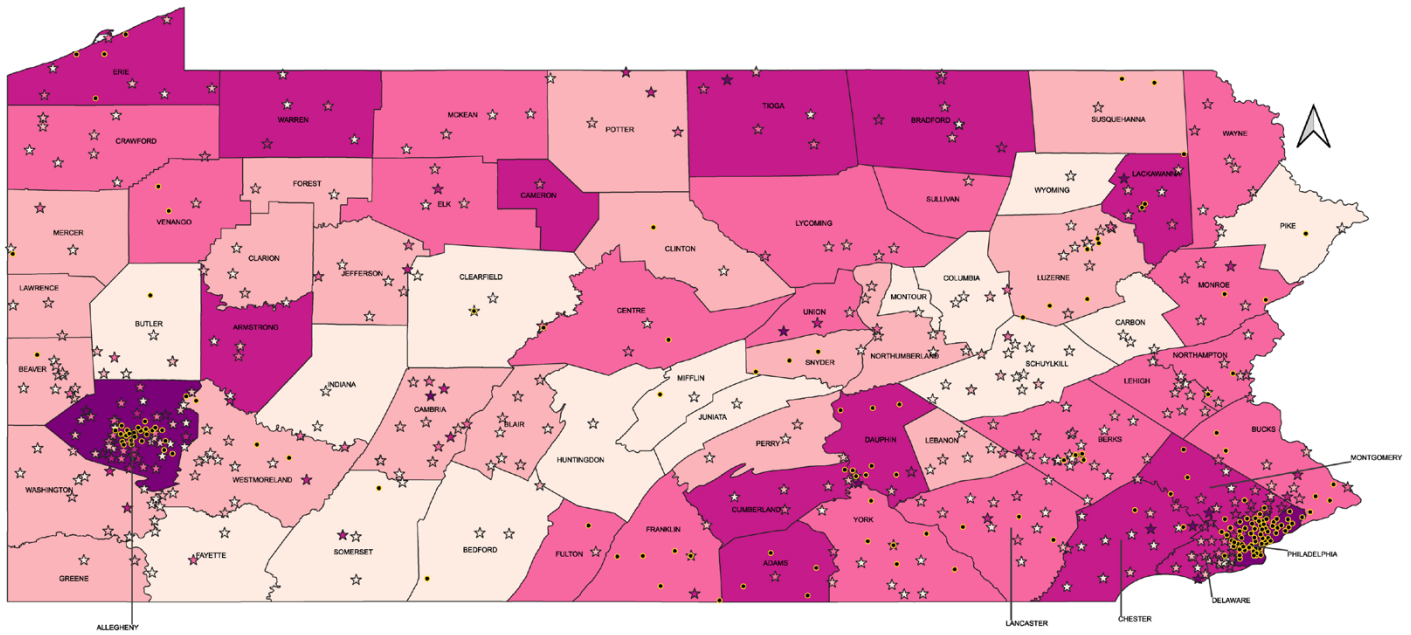 ERIE
WARREN
MCKEAN
POTTER
TIOGA
BRADFORD
SUSQUEHANNA
WAYNE
CRAWFORD
FOREST
ELK
CAMERON
WYOMING
LACKAWANNA
VENANGO
SULLIVAN
LYCOMING
PIKE
MERCER
CLARION
JEFFERSON
CLINTON
CLEARFIELD
COLUMBIA
LUZERNE
MONROE
LAWRENCE
MONTOUR
BUTLER
ARMSTRONG
CENTRE
UNION
CARBON
BEAVER
INDIANA
SNYDER
NORTHUMBERLAND
SCHUYLKILL
NORTHAMPTON
MIFFLIN
LEHIGH
CAMBRIA
JUNIATA
BLAIR
PERRY
DAUPHIN
LEBANON
BERKS
BUCKS
HUNTINGDON
MONTGOMERY
WESTMORELAND
WASHINGTON
CUMBERLAND
YORK
FRANKLIN
FAYETTE
SOMERSET
BEDFORD
FULTON
ADAMS
PHILADELPHIA
GREENE
DELAWARE
LANCASTER
CHESTER
ALLEGHENY